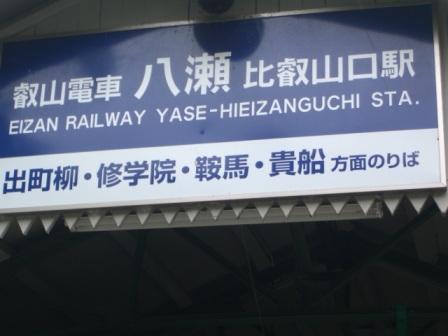 叡山電車 八瀬 比叡山口駅
EIZAN RAILWAY YASE-HIEIZANGUCHI STA.
出町柳・修学院・鞍馬・貴船 方面のりば